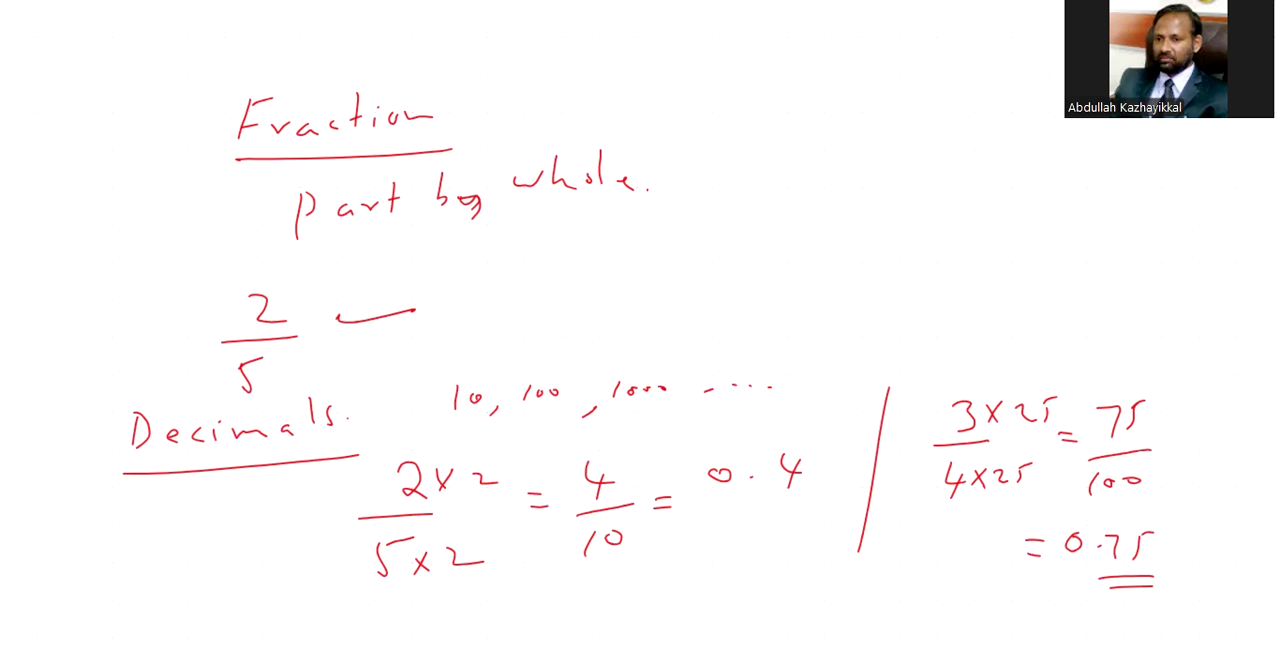 Abdullah Kazhayikkal
Fraction
part by whole.
2/5
Decimals.
10, 100, 1000 - ....
2 × 2 / 5 × 2 = 4/10 = 0.4
3 × 25 / 4 × 25 = 75/100
= 0.75